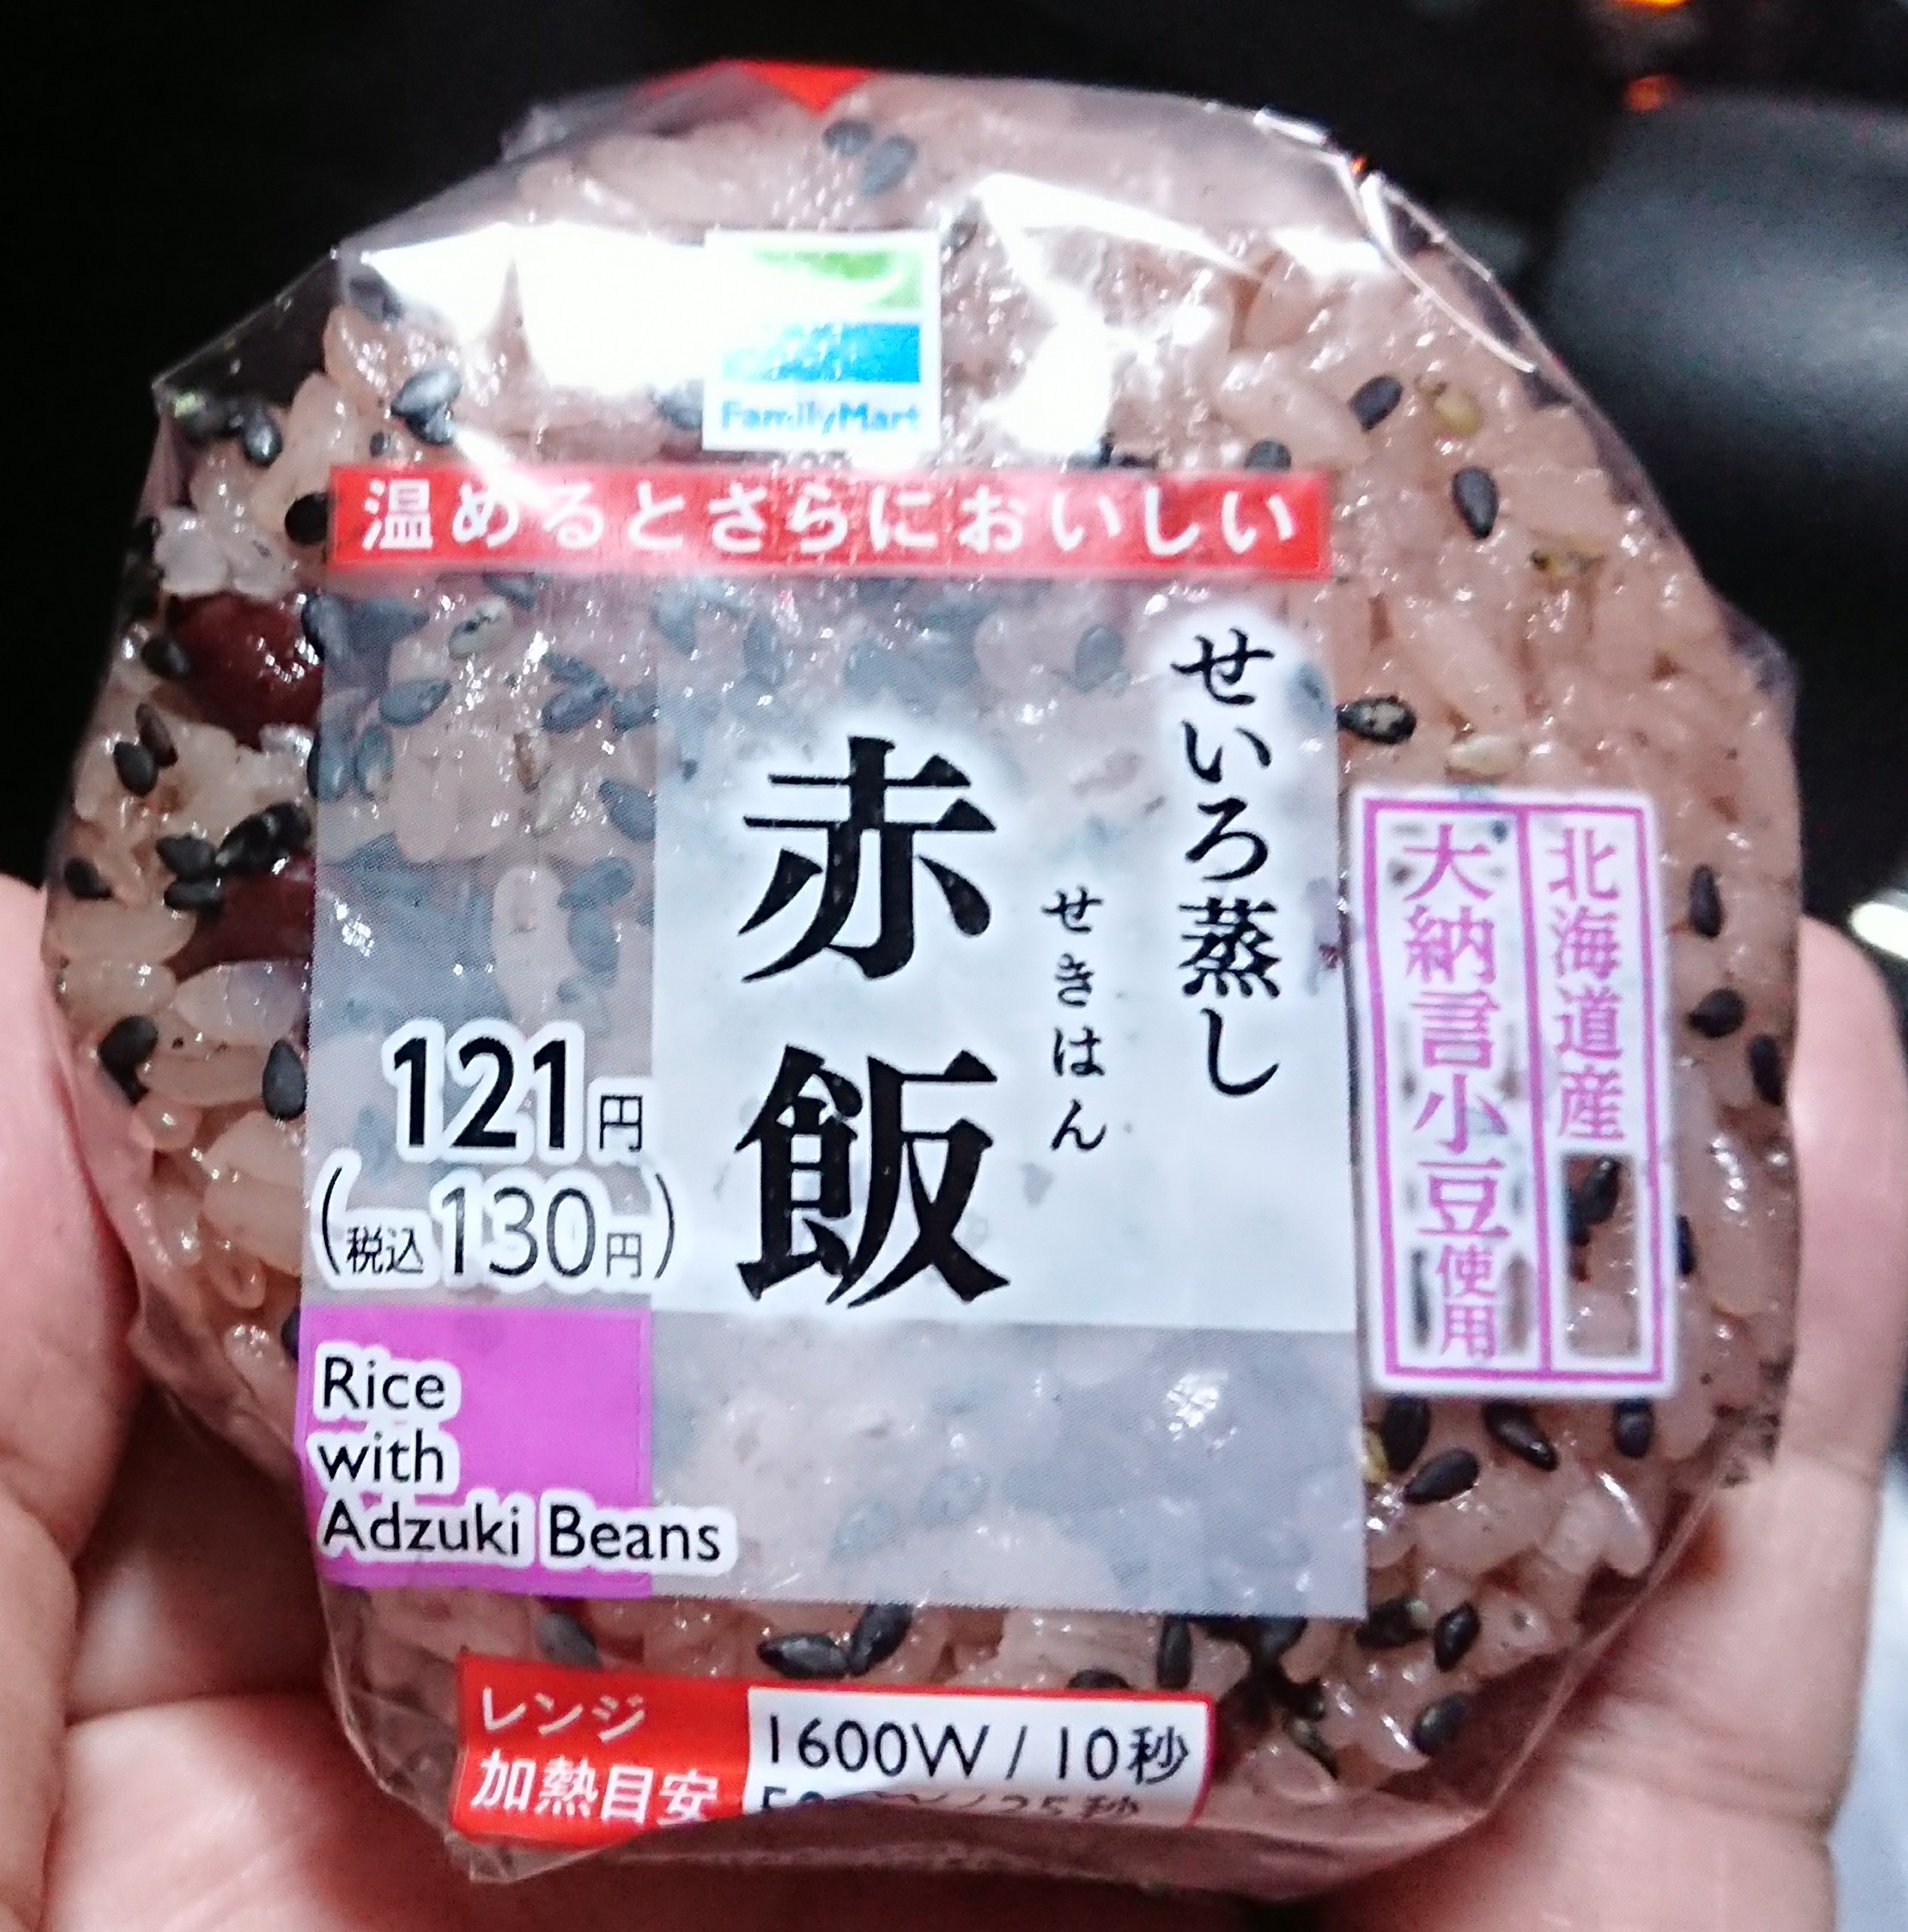 FamilyMart
温めるとさらにおいしい
せいろ蒸し
せきはん
赤飯
北海道産
大納言小豆使用
121円
(税込130円)
Rice
with
Adzuki Beans
レンジ
加熱目安
1600W / 10秒